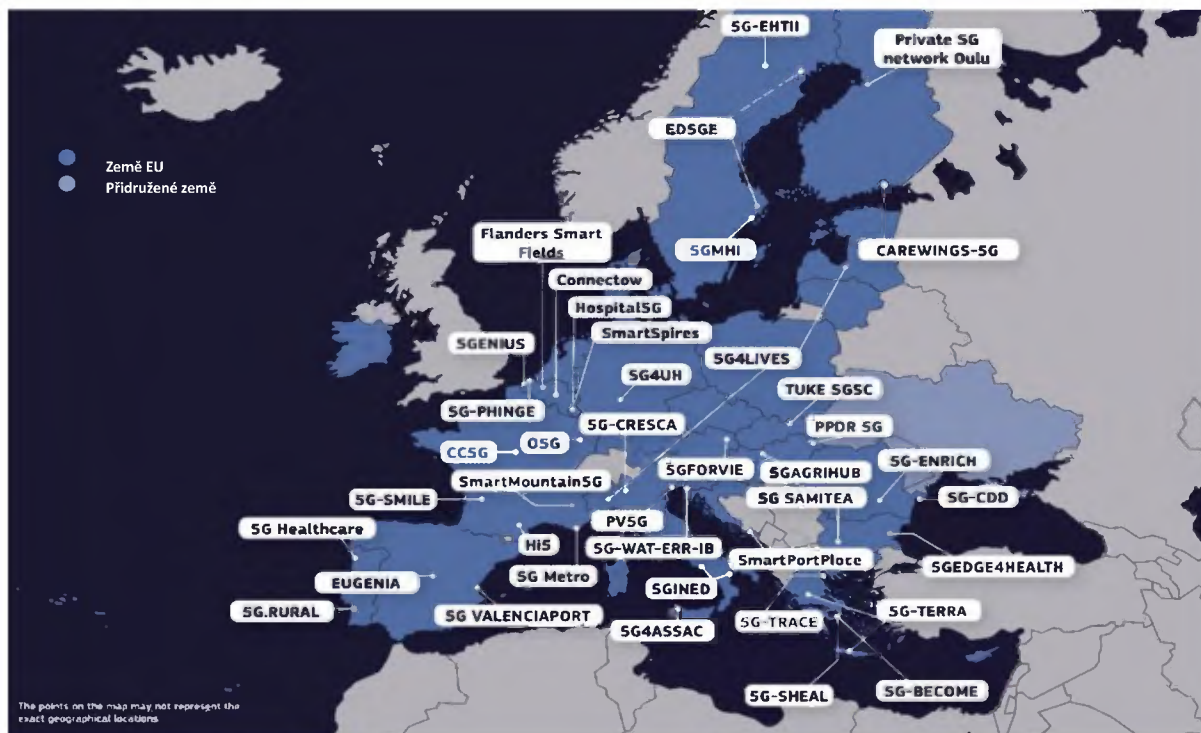 5G-EHTII
Private 5G
network Oulu
EDSGE
Země EU
Přidružené země
Flanders Smart
Fields
5GMHI
CAREWINGS-5G
Connectow
Hospital5G
SmartSpires
5GENIUS
5G4LIVES
5G4UH
TUKE 5GSC
5G-PHINGE
5G-CRESCA
PPDR 5G
O5G
CC5G
5GFORVIE
5GAGRIHUB
5G-ENRICH
SmartMountain5G
5G SAMITEA
5G-SMILE
5G-CDD
PV5G
5G Healthcare
Hi5
5G-WAT-ERR-IB
SmartPortPloce
5GEDGE4HEALTH
EUGENIA
5G Metro
5GINED
5G.RURAL
5G VALENCIAPORT
5G4ASSAC
5G-TRACE
5G-TERRA
5G-SHEAL
5G-BECOME
The points on the map may not represent the
exact geographical locations